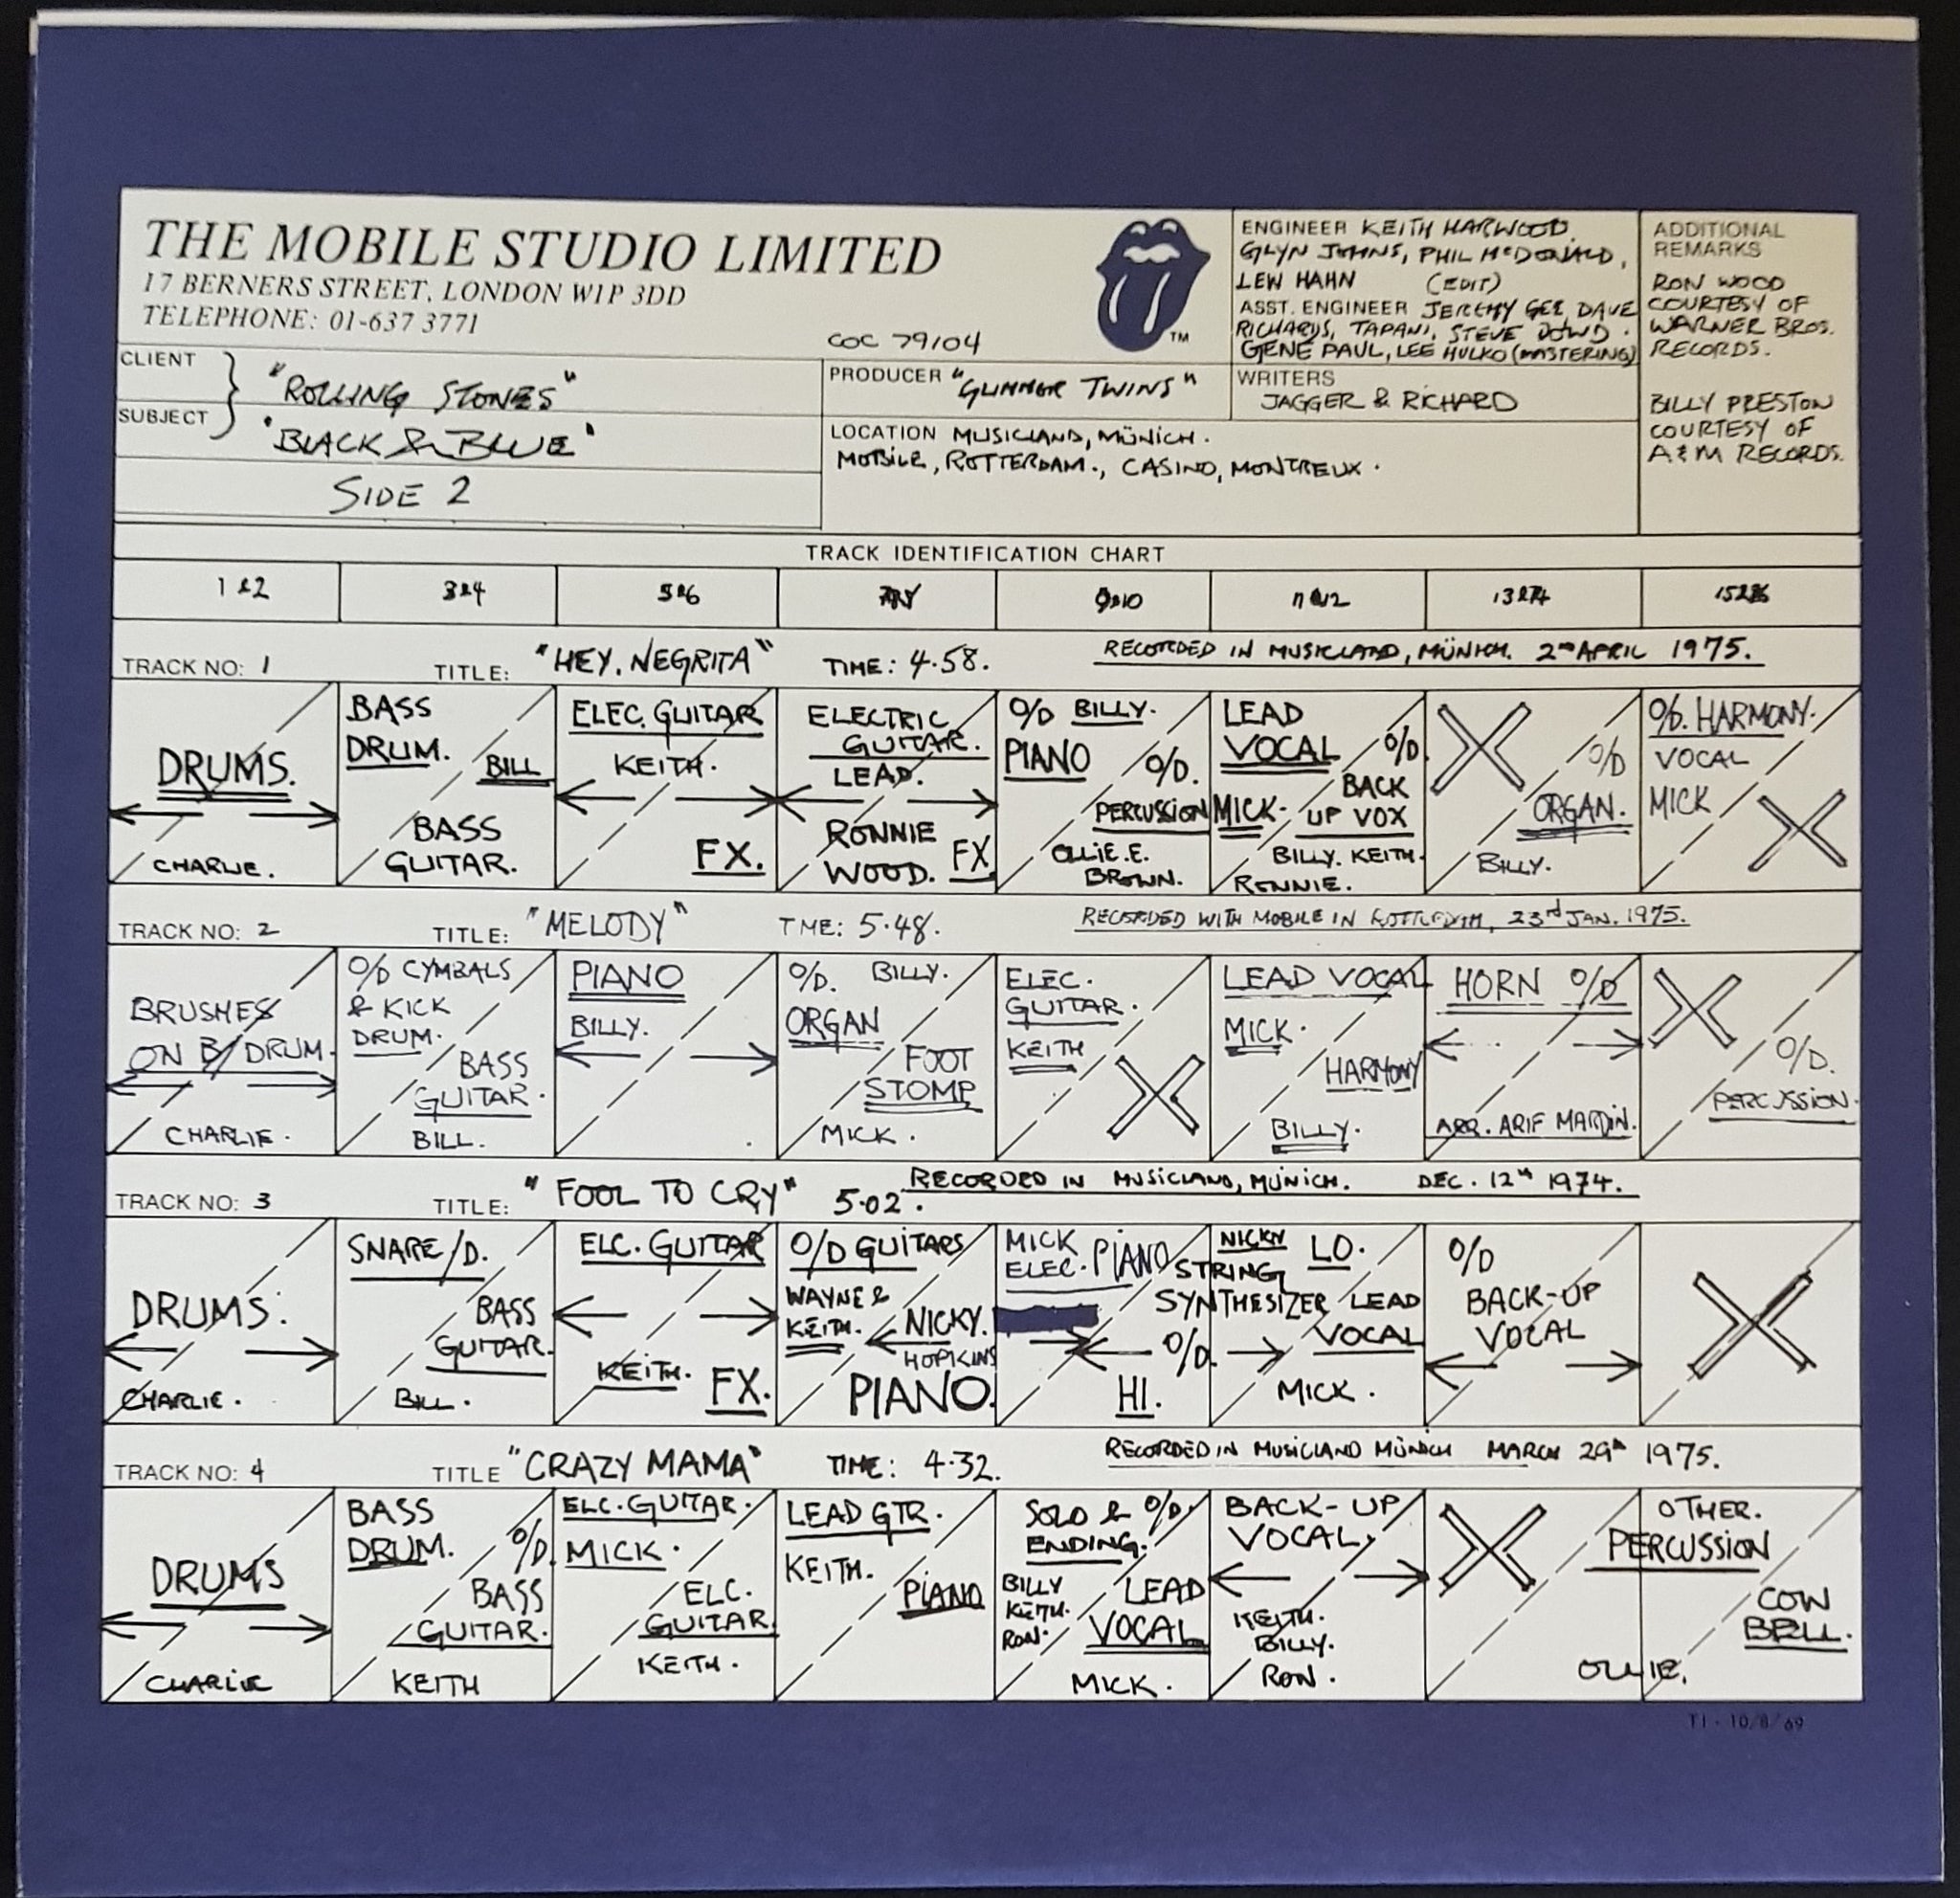 THE MOBILE STUDIO LIMITED
17 BERNERS STREET, LONDON W1P 3DD
TELEPHONE: 01-637 3771
COC 79104
TM
ENGINEER KEITH HARWOOD,
GLYN JOHNS, PHIL McDONALD,
LEW HAHN (EDIT)
ASST. ENGINEER JEREMY GEE, DAVE
RICHARDS, TAPANI, STEVE DOWD.
GENE PAUL, LEE HULKO (MASTERING)
ADDITIONAL
REMARKS
RON WOOD
COURTESY OF
WARNER BROS.
RECORDS.
BILLY PRESTON
COURTESY OF
A&M RECORDS.
CLIENT
"ROLLING STONES"
SUBJECT
"BLACK & BLUE"
SIDE 2
PRODUCER "GLIMMER TWINS"
WRITERS
JAGGER & RICHARD
LOCATION MUSICLAND, MÜNICH.
MOBILE, ROTTERDAM., CASINO, MONTREUX.
TRACK IDENTIFICATION CHART
1&2 3&4 5&6 7&8 9&10 11&12 13&14 15&16
TRACK NO: 1 TITLE: "HEY. NEGRITA" TIME: 4.58. RECORDED IN MUSICLAND, MÜNICH. 2nd APRIL 1975.
DRUMS.
CHARLIE.
BASS
DRUM.
BILL
BASS
GUITAR.
ELEC. GUITAR
KEITH.
FX.
ELECTRIC
GUITAR.
LEAD.
RONNIE
WOOD. FX
O/D BILLY.
PIANO
O/D.
PERCUSSION
OLLIE.E.
BROWN.
LEAD
VOCAL
O/D.
MICK.
BACK
UP VOX
BILLY. KEITH.
RONNIE.
O/D
ORGAN.
BILLY.
O/D. HARMONY.
VOCAL
MICK
TRACK NO: 2 TITLE: "MELODY" TME: 5.48. RECORDED WITH MOBILE IN ROTTERDAM, 23rd JAN. 1975.
BRUSHES
ON B/DRUM.
CHARLIE.
O/D CYMBALS
& KICK
DRUM.
BASS
GUITAR.
BILL.
PIANO
BILLY.
O/D. BILLY.
ORGAN
FOOT
STOMP
MICK.
ELEC.
GUITAR.
KEITH
LEAD VOCAL
MICK.
HARMONY
BILLY.
HORN O/D
ARR. ARIF MARDIN.
O/D.
PERCUSSION.
TRACK NO: 3 TITLE: "FOOL TO CRY" 5.02. RECORDED IN MUSICLAND, MUNICH. DEC. 12th 1974.
DRUMS.
CHARLIE.
SNARE/D.
BASS
GUITAR.
BILL.
ELC. GUITAR
KEITH.
FX.
O/D GUITARS
WAYNE &
KEITH.
NICKY.
HOPKINS
PIANO.
MICK
ELEC. PIANO
HI.
NICKY
STRING
SYNTHESIZER
O/D.
LO.
LEAD
VOCAL
MICK.
O/D
BACK-UP
VOCAL
TRACK NO: 4 TITLE "CRAZY MAMA" TIME: 4.32. RECORDED IN MUSICLAND MÜNICH MARCH 29th 1975.
DRUMS
CHARLIE
BASS
DRUM.
O/D.
BASS
GUITAR.
KEITH
ELC. GUITAR.
MICK.
ELC.
GUITAR.
KEITH.
LEAD GTR.
KEITH.
PIANO
SOLO & O/D.
ENDING.
BILLY
KEITH.
RON.
LEAD
VOCAL
MICK.
BACK-UP
VOCAL.
KEITH.
BILLY.
RON.
OTHER.
PERCUSSION
COW
BELL.
OLLIE.
T1 - 10/8/69